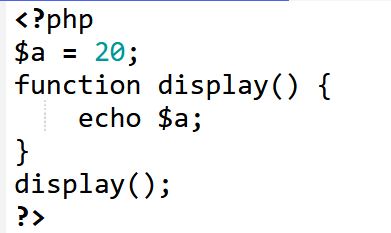 <?php
$a = 20;
function display() {
    echo $a;
}
display();
?>